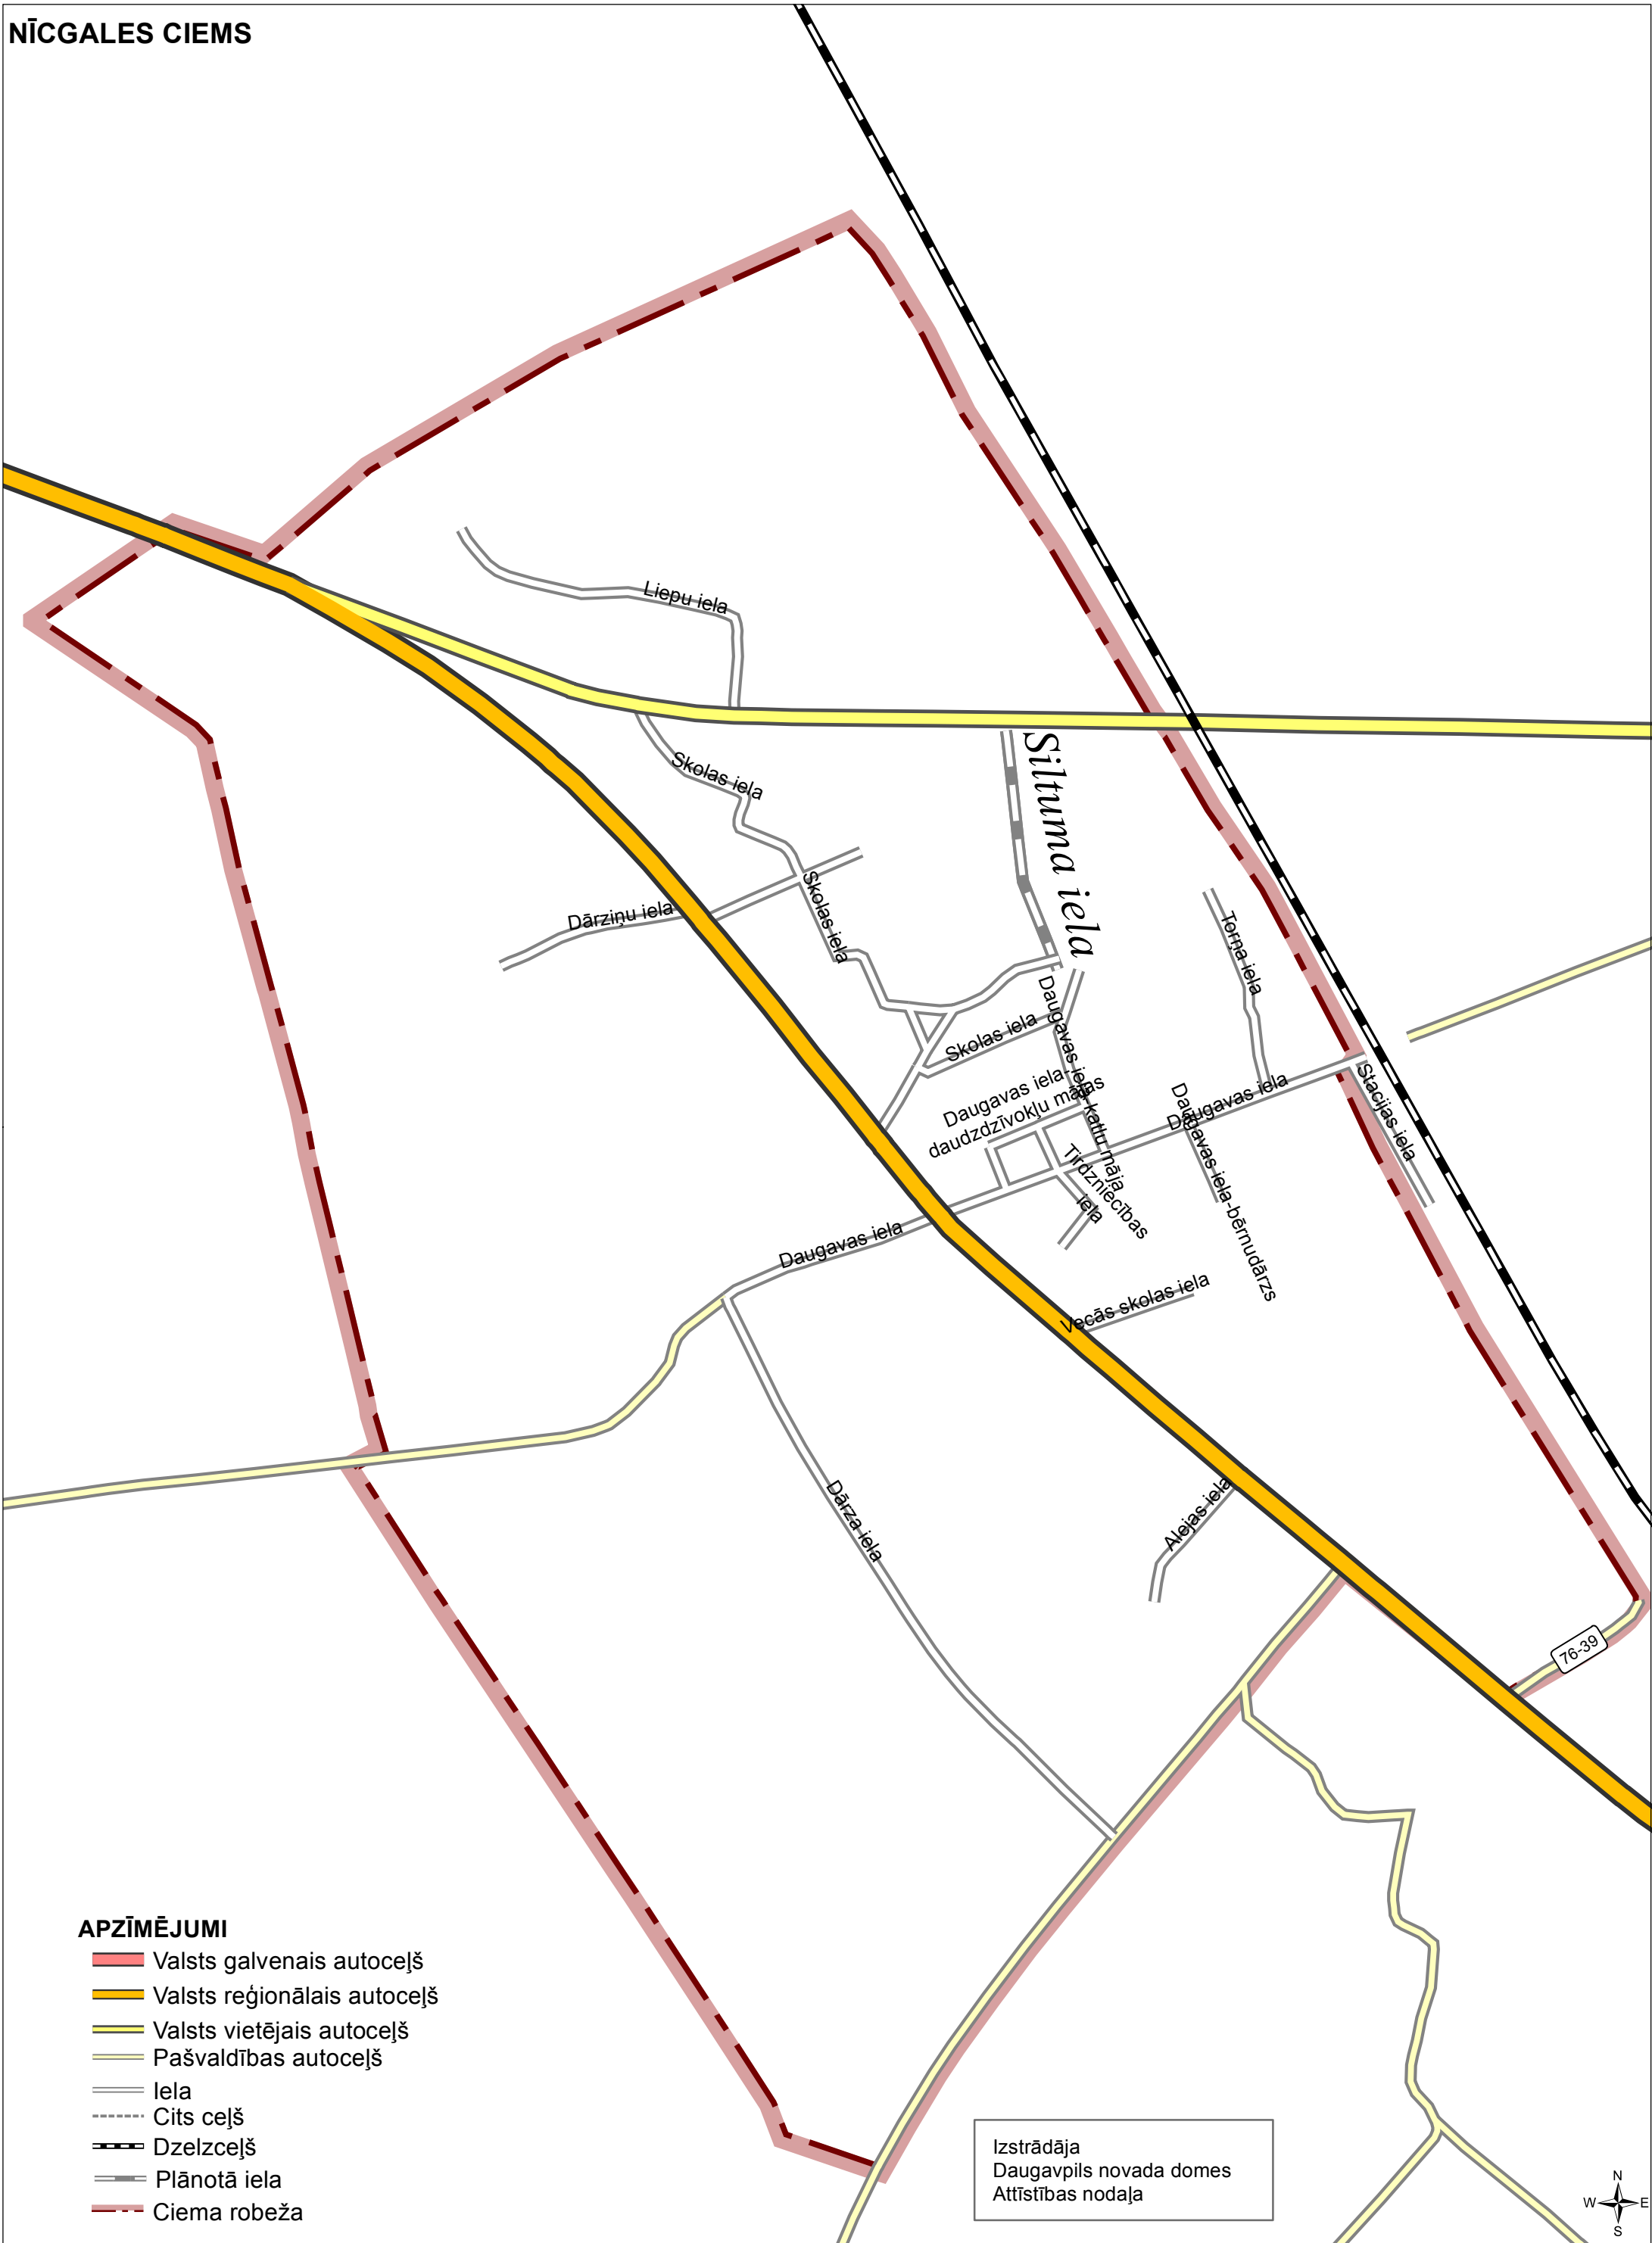 NĪCGALES CIEMS
Liepu iela
Skolas iela
Siltuma iela
Skolas iela
Dārziņu iela
Torņa iela
Daugavas iela- katlu māja
Skolas iela
Daugavas iela-
daudzdzīvokļu mājas
Daugavas iela
Stacijas iela
Daugavas iela-bērnudārzs
Tirdzniecības
iela
Daugavas iela
Vecās skolas iela
Dārza iela
Alejas iela
76-39
APZĪMĒJUMI
Valsts galvenais autoceļš
Valsts reģionālais autoceļš
Valsts vietējais autoceļš
Pašvaldības autoceļš
Iela
Cits ceļš
Dzelzceļš
Plānotā iela
Ciema robeža
Izstrādāja
Daugavpils novada domes
Attīstības nodaļa
N
W E
S